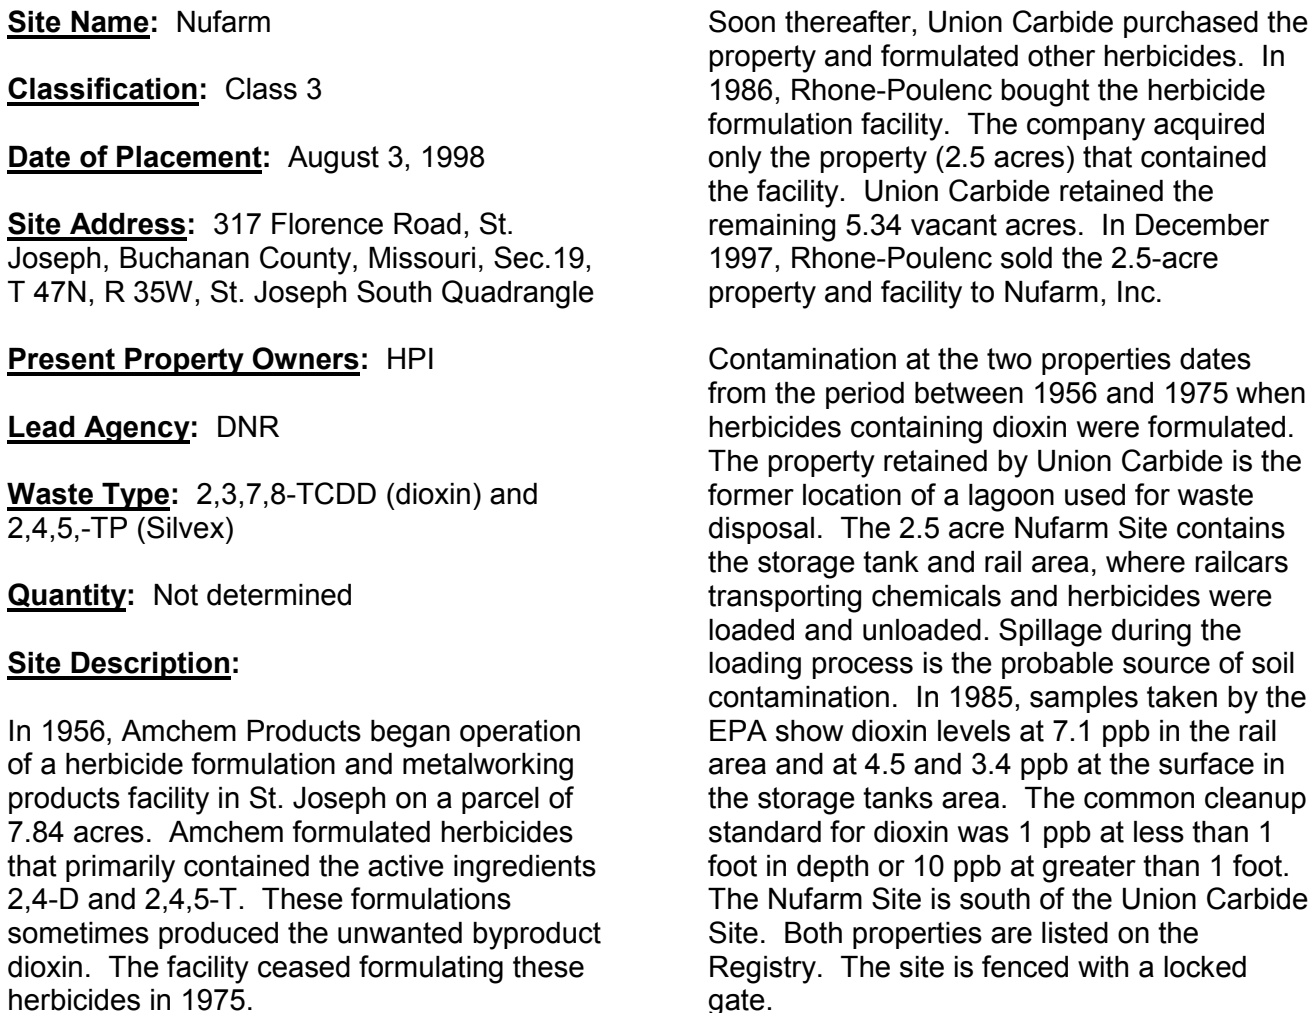 Site Name: Nufarm
Classification: Class 3
Date of Placement: August 3, 1998
Site Address: 317 Florence Road, St.
Joseph, Buchanan County, Missouri, Sec.19,
T 47N, R 35W, St. Joseph South Quadrangle
Present Property Owners: HPI
Lead Agency: DNR
Waste Type: 2,3,7,8-TCDD (dioxin) and
2,4,5,-TP (Silvex)
Quantity: Not determined
Site Description:
In 1956, Amchem Products began operation
of a herbicide formulation and metalworking
products facility in St. Joseph on a parcel of
7.84 acres. Amchem formulated herbicides
that primarily contained the active ingredients
2,4-D and 2,4,5-T. These formulations
sometimes produced the unwanted byproduct
dioxin. The facility ceased formulating these
herbicides in 1975.
Soon thereafter, Union Carbide purchased the
property and formulated other herbicides. In
1986, Rhone-Poulenc bought the herbicide
formulation facility. The company acquired
only the property (2.5 acres) that contained
the facility. Union Carbide retained the
remaining 5.34 vacant acres. In December
1997, Rhone-Poulenc sold the 2.5-acre
property and facility to Nufarm, Inc.
Contamination at the two properties dates
from the period between 1956 and 1975 when
herbicides containing dioxin were formulated.
The property retained by Union Carbide is the
former location of a lagoon used for waste
disposal. The 2.5 acre Nufarm Site contains
the storage tank and rail area, where railcars
transporting chemicals and herbicides were
loaded and unloaded. Spillage during the
loading process is the probable source of soil
contamination. In 1985, samples taken by the
EPA show dioxin levels at 7.1 ppb in the rail
area and at 4.5 and 3.4 ppb at the surface in
the storage tanks area. The common cleanup
standard for dioxin was 1 ppb at less than 1
foot in depth or 10 ppb at greater than 1 foot.
The Nufarm Site is south of the Union Carbide
Site. Both properties are listed on the
Registry. The site is fenced with a locked
gate.